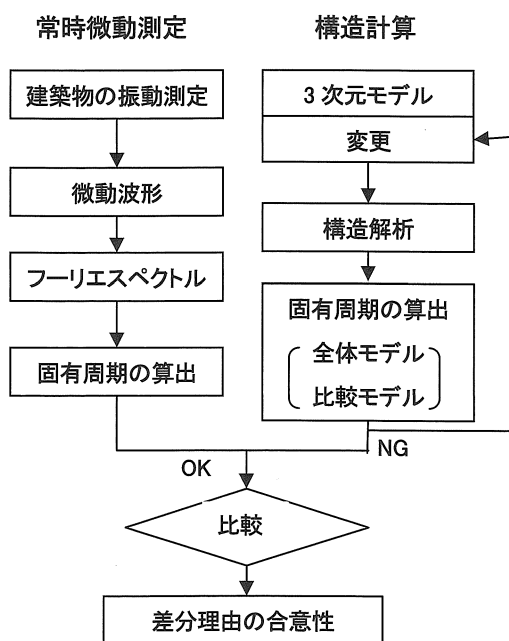 常時微動測定
建築物の振動測定
微動波形
フーリエスペクトル
固有周期の算出
構造計算
3次元モデル
変更
構造解析
固有周期の算出
全体モデル
比較モデル
NG
OK
比較
差分理由の合意性